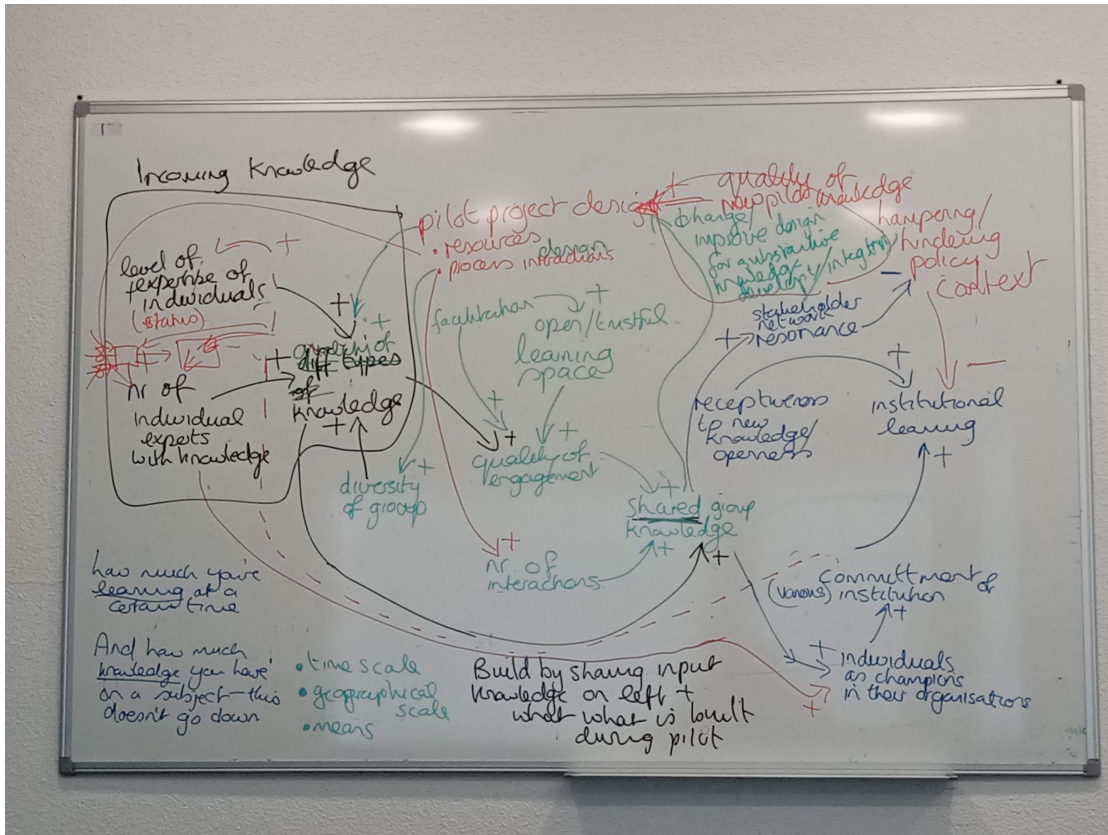 Incoming Knowledge
level of
expertise of
individuals
(status)
nr of
individual
experts
with knowledge
diff types
of
knowledge
diversity
of group
pilot project design
• resources
• process interactions
design
facilitation
open/trustful
learning
space
quality of
engagement
nr. of
interactions
shared group
knowledge
quality of
knowledge
change/
improve design
for substantive
knowledge
integration
hampering/
hindering
policy
context
stakeholder
network
resonance
receptiveness
to new
knowledge/
openness
institutional
learing
committment of
(various) institution
individuals
as champions
in their organisations
how much you're
learning at a
certain time
And how much
knowledge you have
on a subject - this
doesn't go down
• time scale
• geographical
scale
• means
Build by sharing input
knowledge on left +
what what is built
during pilot